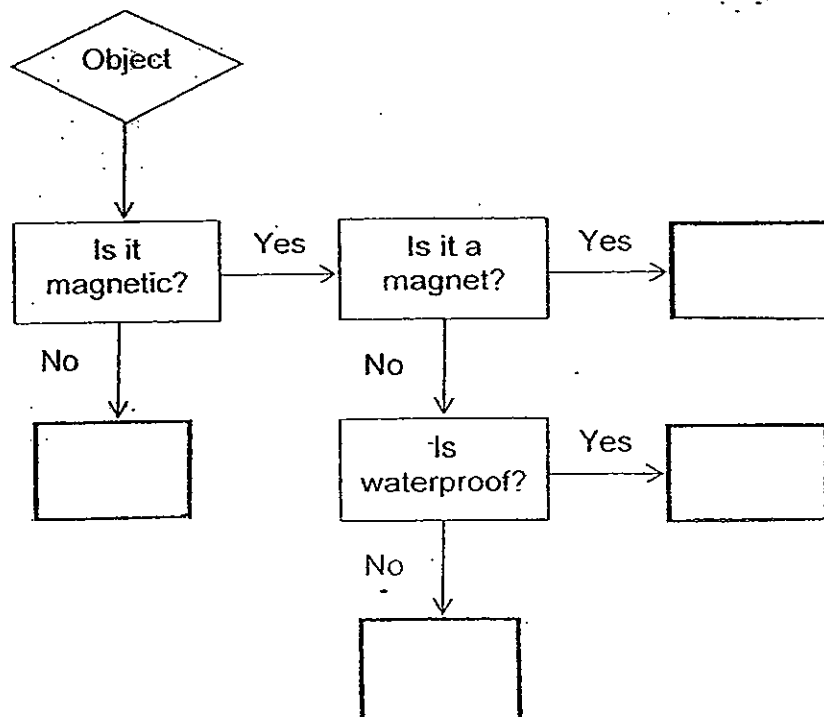 Object
Is it
magnetic?
Yes
Is it a
magnet?
Yes
No
No
Is
waterproof?
Yes
No